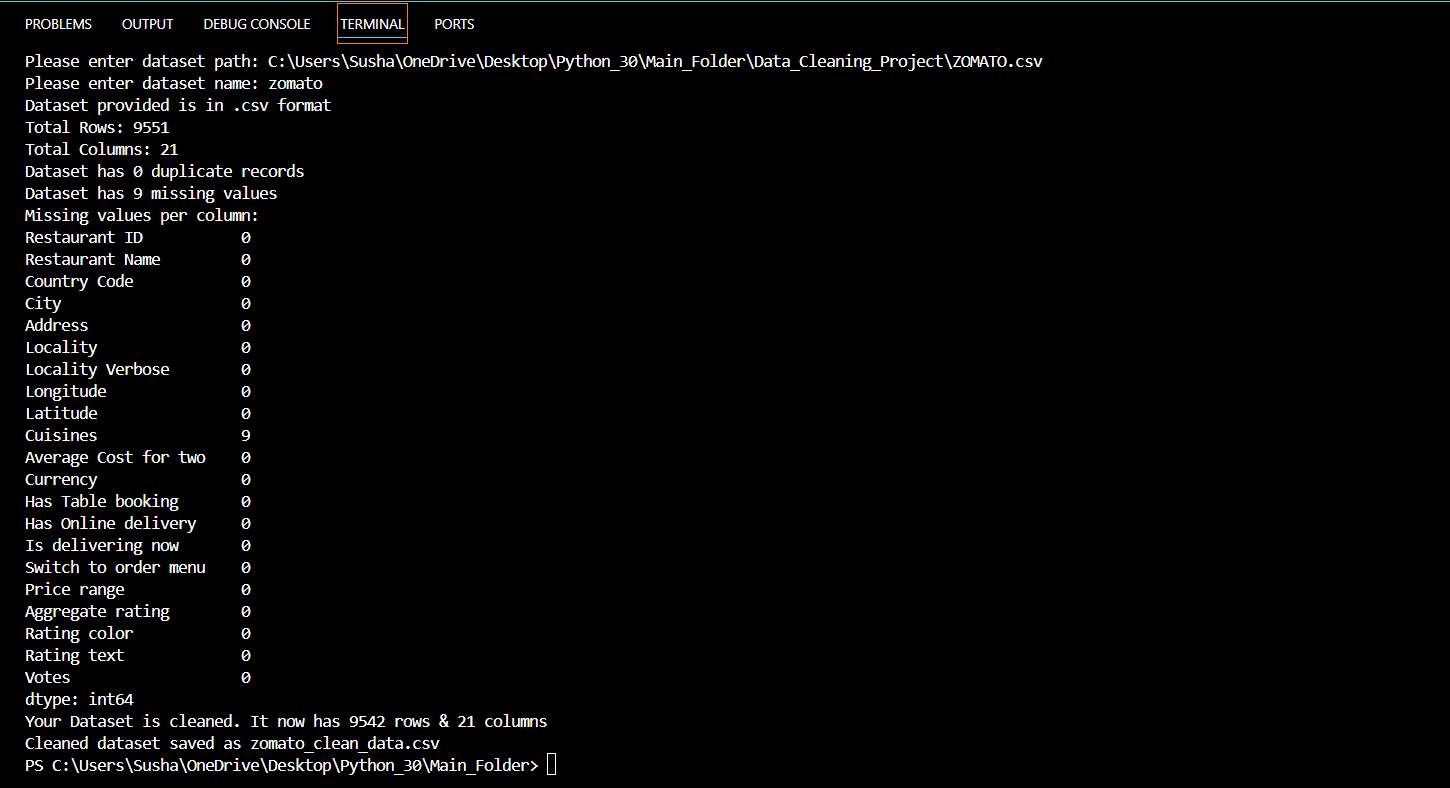 PROBLEMS OUTPUT DEBUG CONSOLE TERMINAL PORTS
Please enter dataset path: C:\Users\Susha\OneDrive\Desktop\Python_30\Main_Folder\Data_Cleaning_Project\ZOMATO.csv
Please enter dataset name: zomato
Dataset provided is in .csv format
Total Rows: 9551
Total Columns: 21
Dataset has 0 duplicate records
Dataset has 9 missing values
Missing values per column:
Restaurant ID 0
Restaurant Name 0
Country Code 0
City 0
Address 0
Locality 0
Locality Verbose 0
Longitude 0
Latitude 0
Cuisines 9
Average Cost for two 0
Currency 0
Has Table booking 0
Has Online delivery 0
Is delivering now 0
Switch to order menu 0
Price range 0
Aggregate rating 0
Rating color 0
Rating text 0
Votes 0
dtype: int64
Your Dataset is cleaned. It now has 9542 rows & 21 columns
Cleaned dataset saved as zomato_clean_data.csv
PS C:\Users\Susha\OneDrive\Desktop\Python_30\Main_Folder>